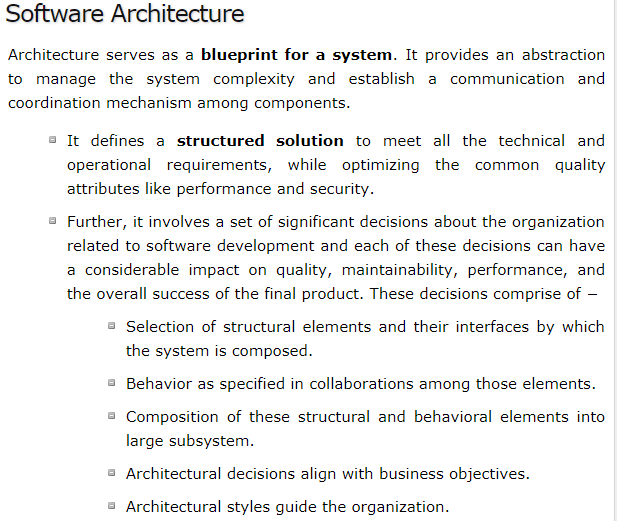 Software Architecture
Architecture serves as a blueprint for a system. It provides an abstraction
to manage the system complexity and establish a communication and
coordination mechanism among components.
It defines a structured solution to meet all the technical and
operational requirements, while optimizing the common quality
attributes like performance and security.
Further, it involves a set of significant decisions about the organization
related to software development and each of these decisions can have
a considerable impact on quality, maintainability, performance, and
the overall success of the final product. These decisions comprise of −
Selection of structural elements and their interfaces by which
the system is composed.
Behavior as specified in collaborations among those elements.
Composition of these structural and behavioral elements into
large subsystem.
Architectural decisions align with business objectives.
Architectural styles guide the organization.